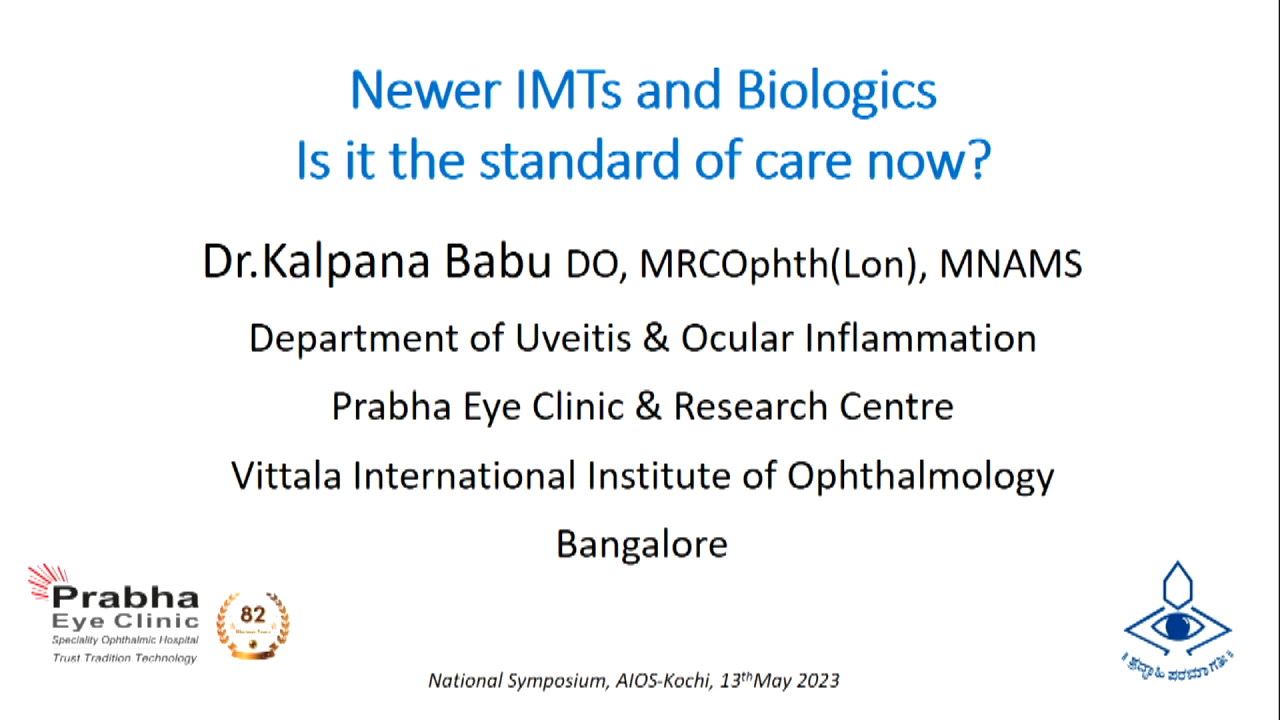 Newer IMTs and Biologics
Is it the standard of care now?
Dr.Kalpana Babu DO, MRCOphth(Lon), MNAMS
Department of Uveitis & Ocular Inflammation
Prabha Eye Clinic & Research Centre
Vittala International Institute of Ophthalmology
Bangalore
Prabha
Eye Clinic
Speciality Ophthalmic Hospital
Trust Tradition Technology
82
National Symposium, AIOS-Kochi, 13thMay 2023